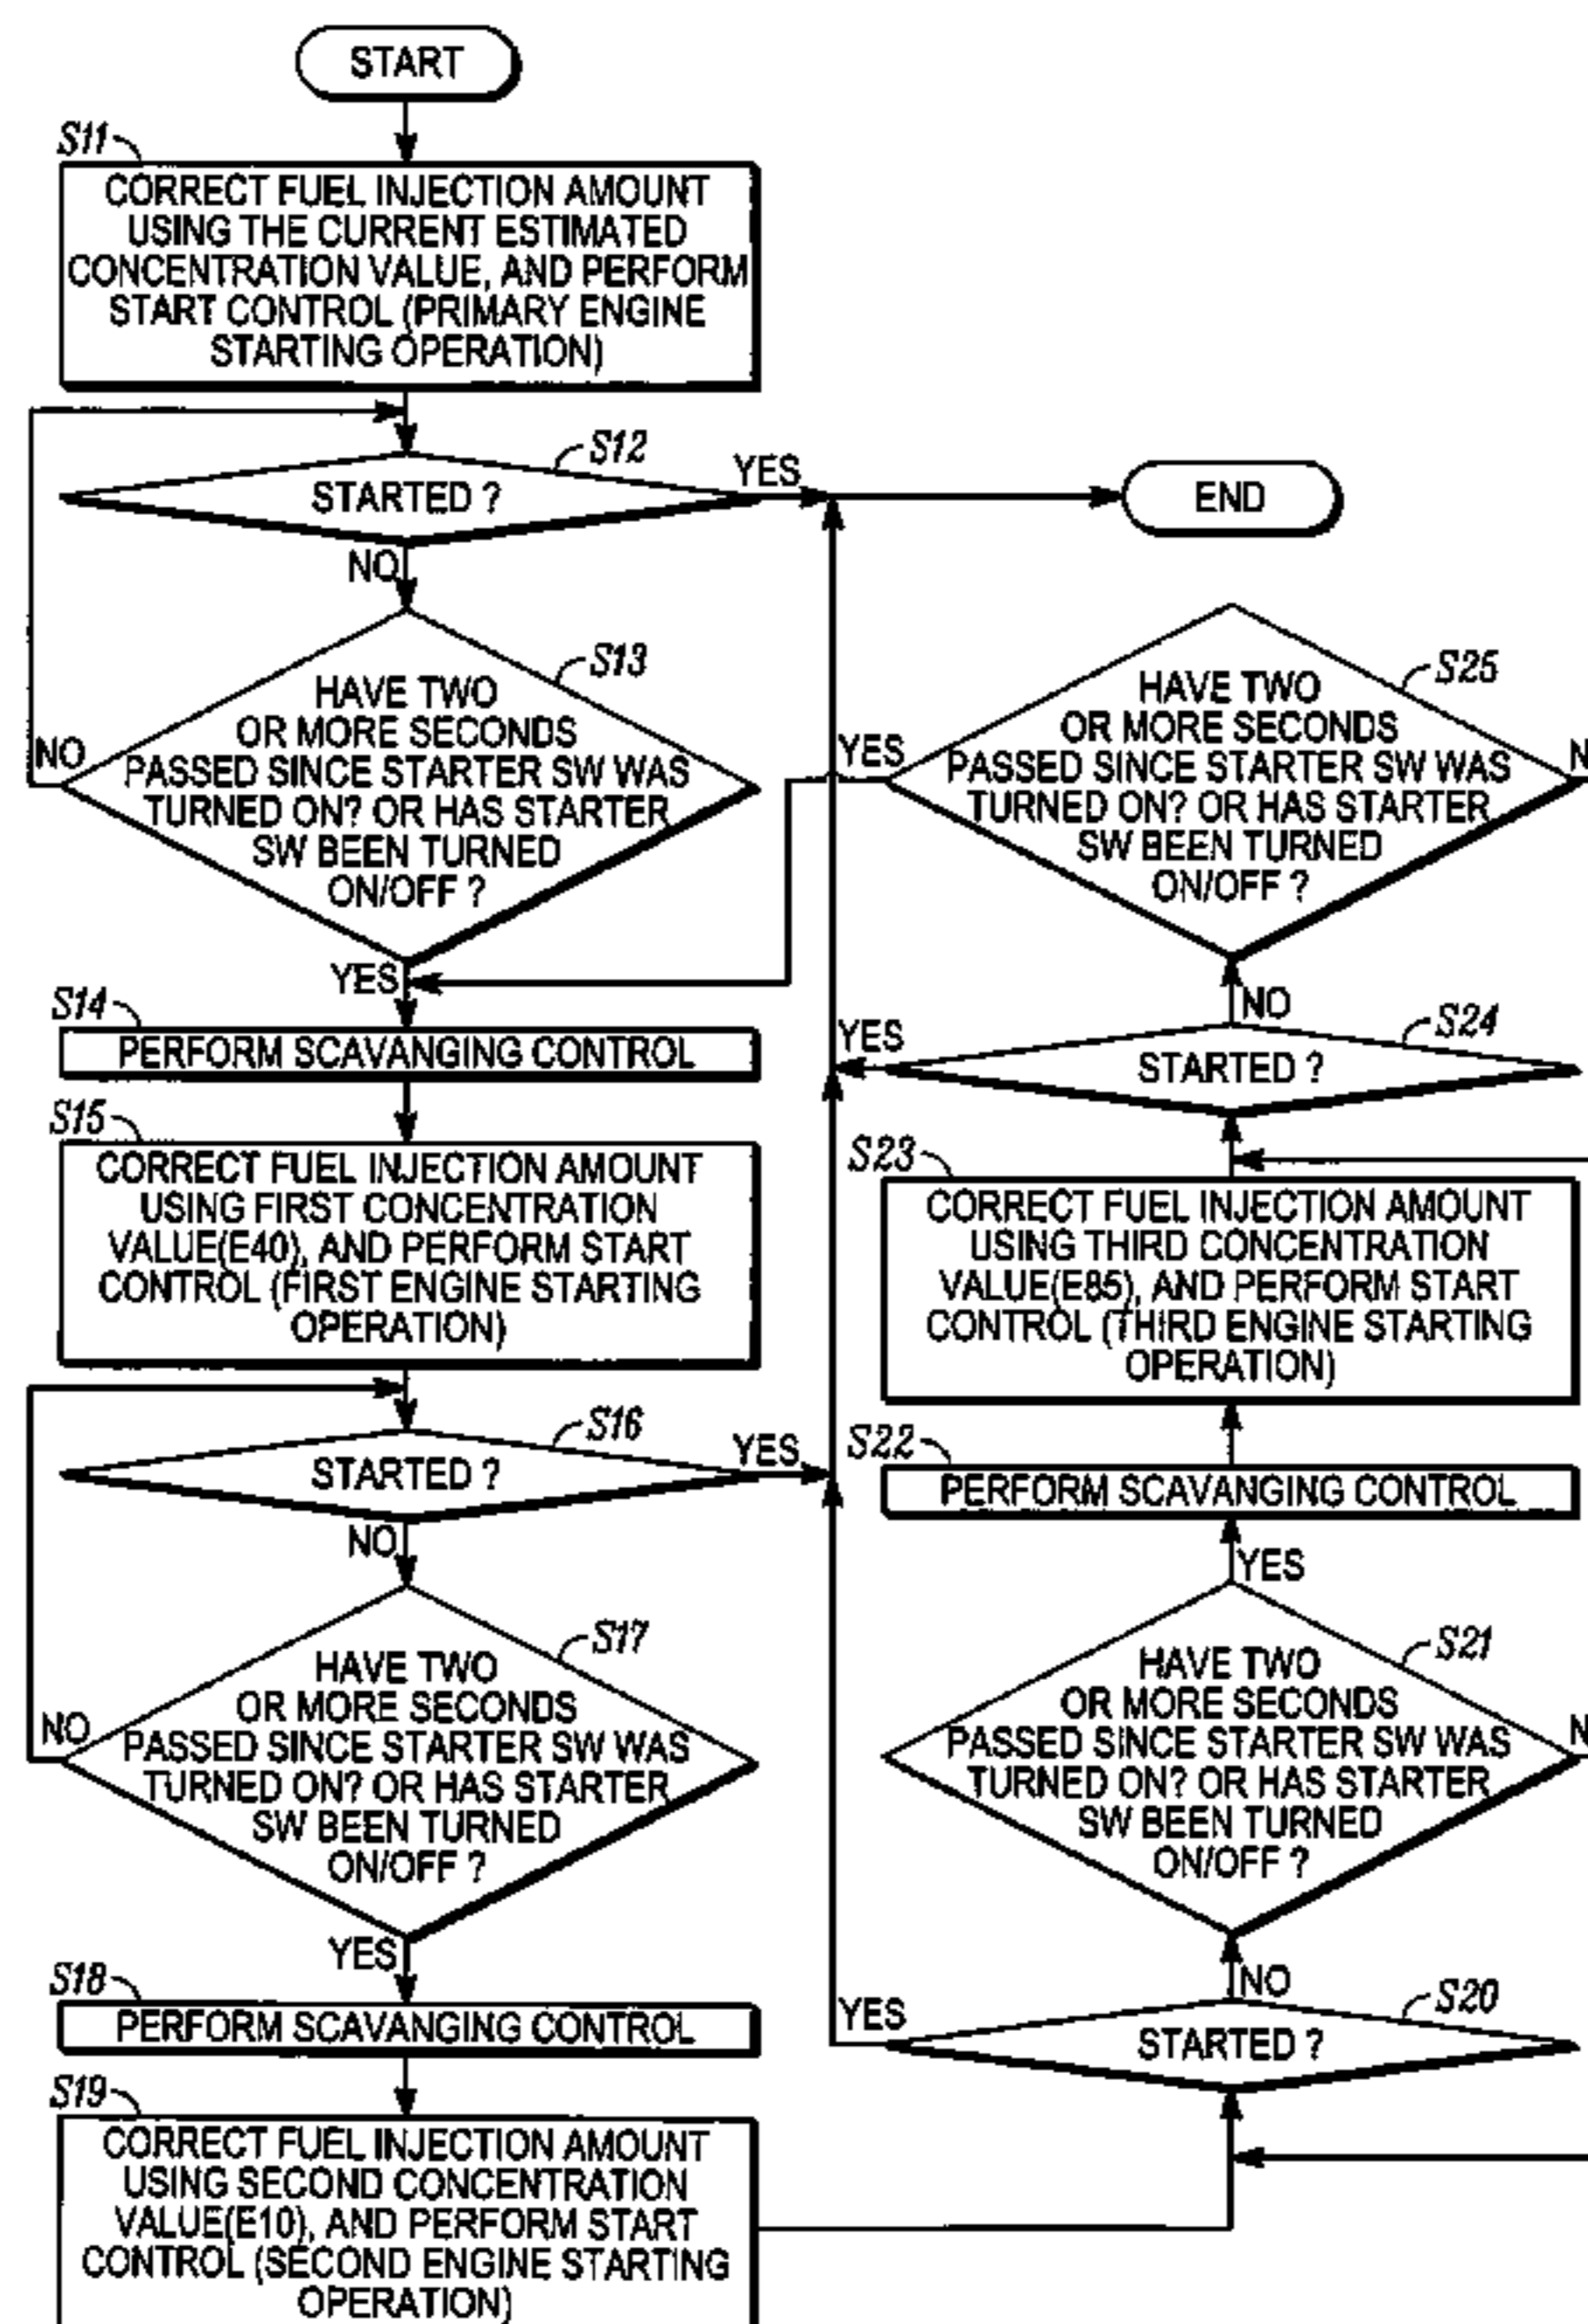 START
S11
CORRECT FUEL INJECTION AMOUNT
USING THE CURRENT ESTIMATED
CONCENTRATION VALUE, AND PERFORM
START CONTROL (PRIMARY ENGINE
STARTING OPERATION)
S12
STARTED ?
YES
NO
END
S13
HAVE TWO
OR MORE SECONDS
PASSED SINCE STARTER SW WAS
TURNED ON? OR HAS STARTER
SW BEEN TURNED
ON/OFF ?
NO
YES
S14
PERFORM SCAVANGING CONTROL
S15
CORRECT FUEL INJECTION AMOUNT
USING FIRST CONCENTRATION
VALUE(E40), AND PERFORM START
CONTROL (FIRST ENGINE STARTING
OPERATION)
S16
STARTED ?
YES
NO
S17
HAVE TWO
OR MORE SECONDS
PASSED SINCE STARTER SW WAS
TURNED ON? OR HAS STARTER
SW BEEN TURNED
ON/OFF ?
NO
YES
S18
PERFORM SCAVANGING CONTROL
S19
CORRECT FUEL INJECTION AMOUNT
USING SECOND CONCENTRATION
VALUE(E10), AND PERFORM START
CONTROL (SECOND ENGINE STARTING
OPERATION)
S25
HAVE TWO
OR MORE SECONDS
PASSED SINCE STARTER SW WAS
TURNED ON? OR HAS STARTER
SW BEEN TURNED
ON/OFF ?
YES
N
NO
S24
STARTED ?
YES
S23
CORRECT FUEL INJECTION AMOUNT
USING THIRD CONCENTRATION
VALUE(E85), AND PERFORM START
CONTROL (THIRD ENGINE STARTING
OPERATION)
S22
PERFORM SCAVANGING CONTROL
YES
S21
HAVE TWO
OR MORE SECONDS
PASSED SINCE STARTER SW WAS
TURNED ON? OR HAS STARTER
SW BEEN TURNED
ON/OFF ?
N
NO
S20
STARTED ?
YES